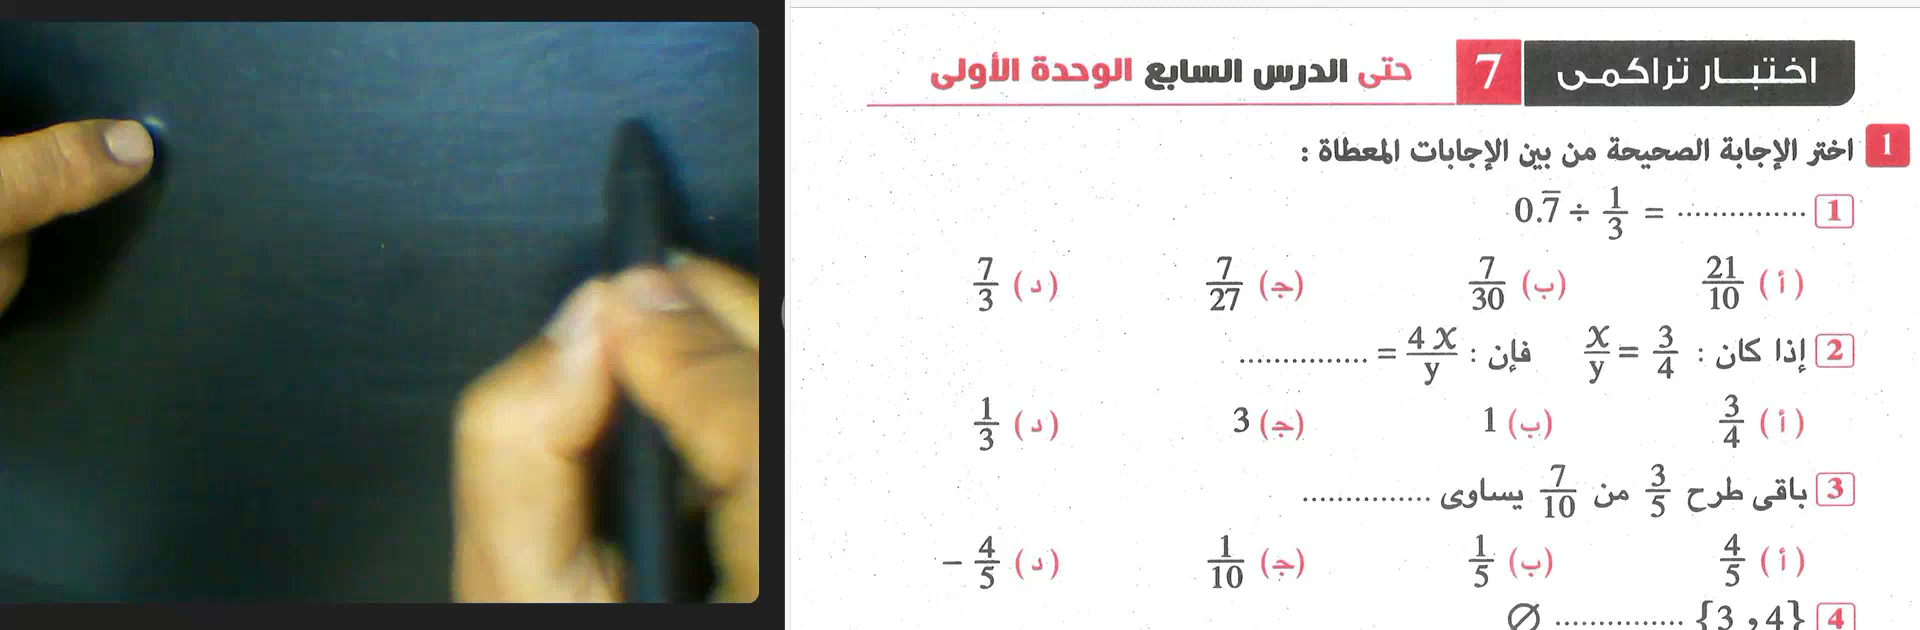 اختبار تراكمى 7 حتى الدرس السابع الوحدة الأولى
1 اختر الإجابة الصحيحة من بين الإجابات المعطاة :
1 0.7̅ ÷ 1/3 = ...............
(أ) 21/10 (ب) 7/30 (جـ) 7/27 (د) 7/3
2 إذا كان : x/y = 3/4 فإن : 4x/y = ...............
(أ) 3/4 (ب) 1 (جـ) 3 (د) 1/3
3 باقى طرح 3/5 من 7/10 يساوى ...............
(أ) 4/5 (ب) 1/5 (جـ) 1/10 (د) -4/5
4 {3 , 4} ............... ∅